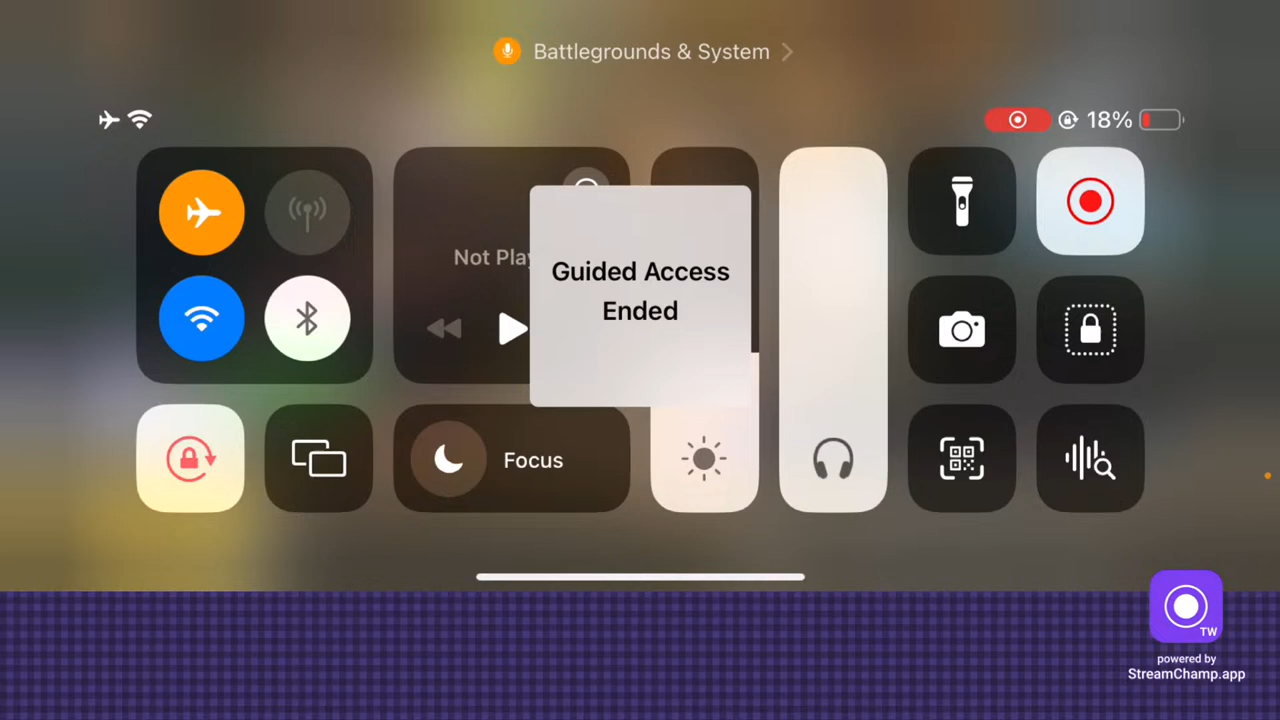 Battlegrounds & System
18%
Not Play
Guided Access
Ended
Focus
TW
powered by
StreamChamp.app